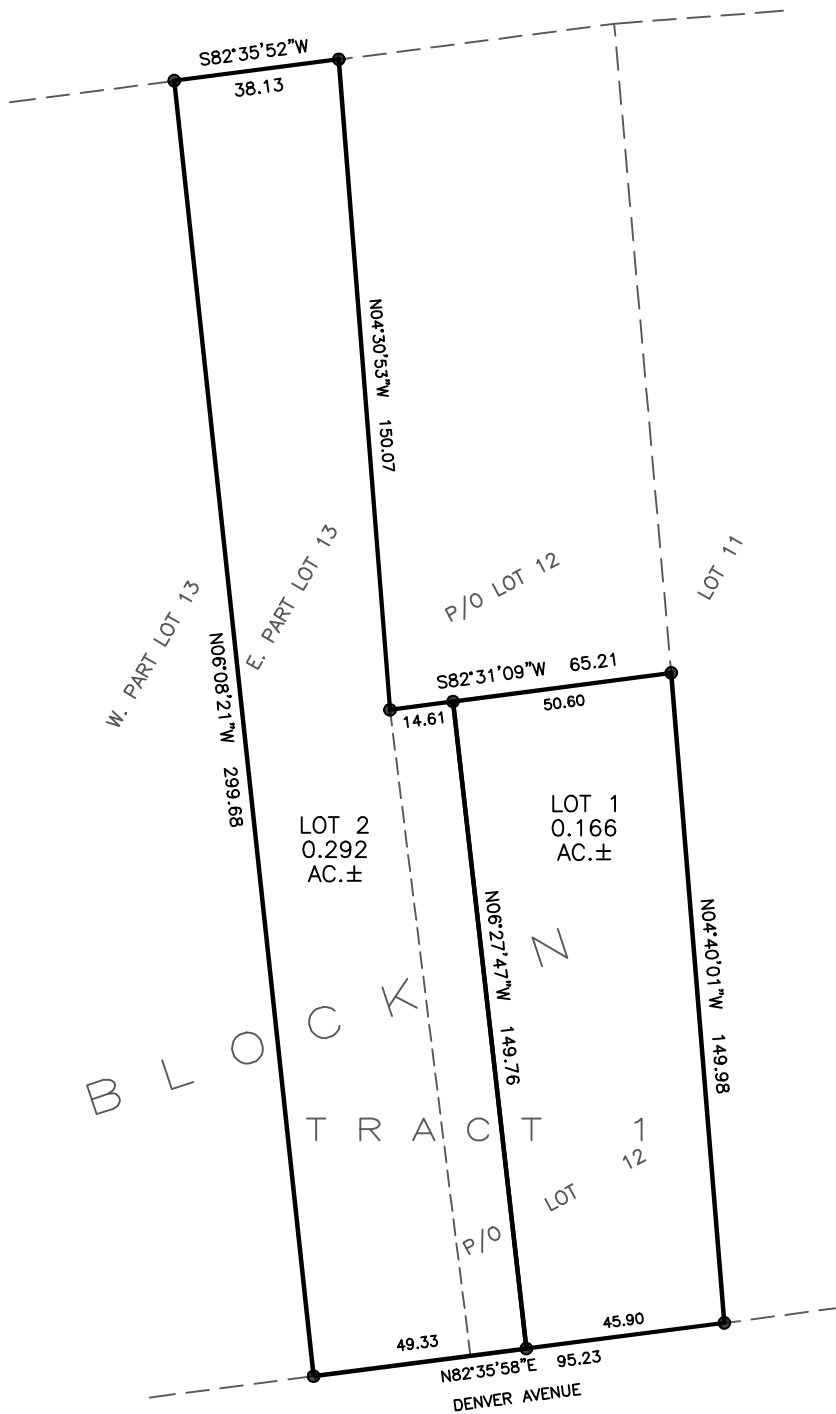 S82°35'52"W
38.13
N04°30'53"W 150.07
W. PART LOT 13
E. PART LOT 13
P/O LOT 12
LOT 11
N06°08'21"W 299.68
S82°31'09"W 65.21
14.61
50.60
LOT 2
0.292
AC.±
LOT 1
0.166
AC.±
N06°27'47"W 149.76
N04°40'01"W 149.98
BLOCK N
TRACT 1
P/O LOT 12
49.33
45.90
N82°35'58"E 95.23
DENVER AVENUE